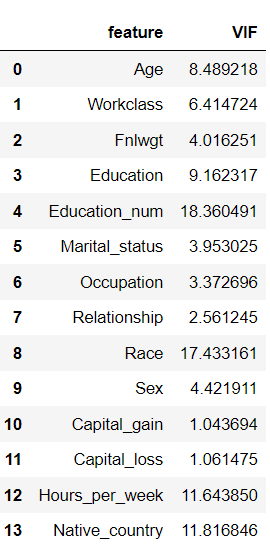 feature VIF
0 Age 8.489218
1 Workclass 6.414724
2 Fnlwgt 4.016251
3 Education 9.162317
4 Education_num 18.360491
5 Marital_status 3.953025
6 Occupation 3.372696
7 Relationship 2.561245
8 Race 17.433161
9 Sex 4.421911
10 Capital_gain 1.043694
11 Capital_loss 1.061475
12 Hours_per_week 11.643850
13 Native_country 11.816846